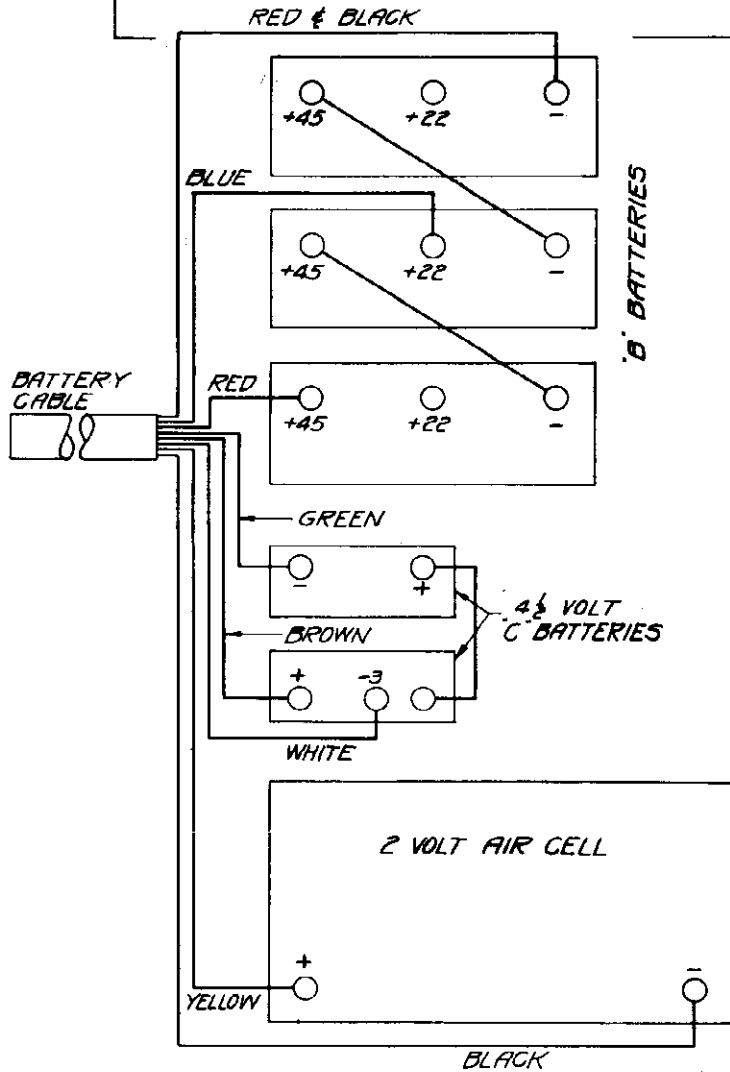 RED & BLACK
+45 +22 -
BLUE
+45 +22 -
'B' BATTERIES
BATTERY
CABLE
RED
+45 +22 -
GREEN
- +
4½ VOLT
"C" BATTERIES
BROWN
+ -3
WHITE
2 VOLT AIR CELL
+ -
YELLOW
BLACK